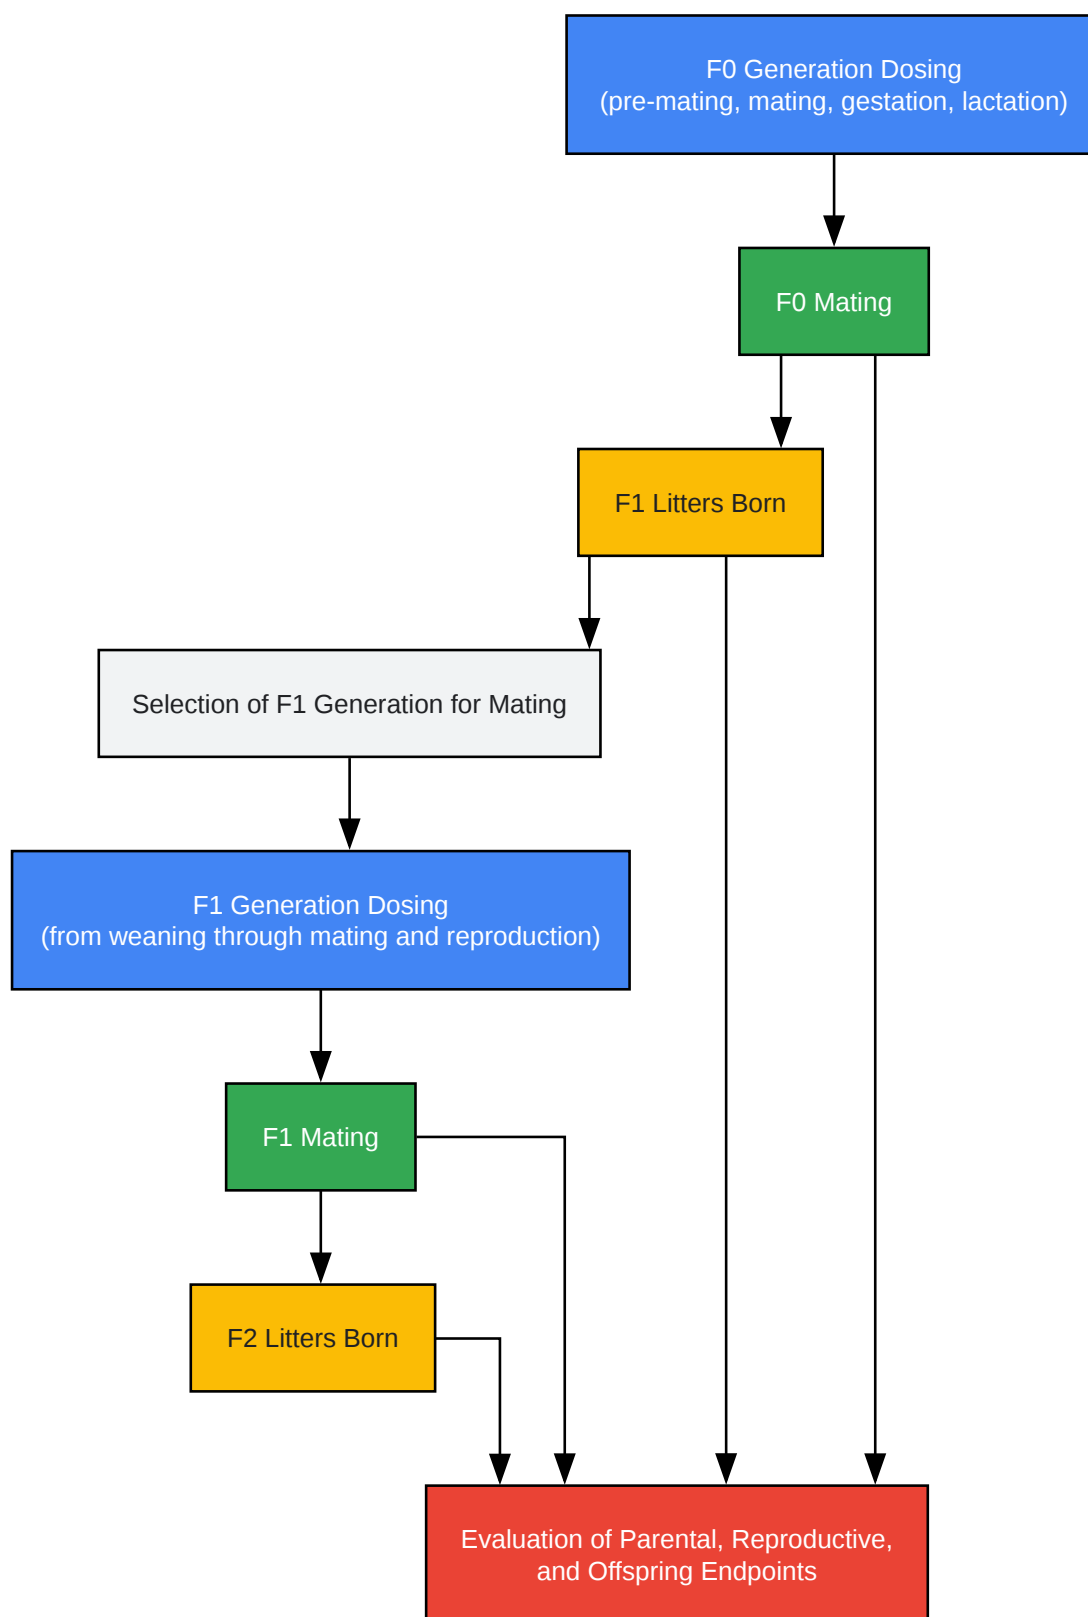 F0 Generation Dosing
(pre-mating, mating, gestation, lactation)
F0 Mating
F1 Litters Born
Selection of F1 Generation for Mating
F1 Generation Dosing
(from weaning through mating and reproduction)
F1 Mating
F2 Litters Born
Evaluation of Parental, Reproductive,
and Offspring Endpoints